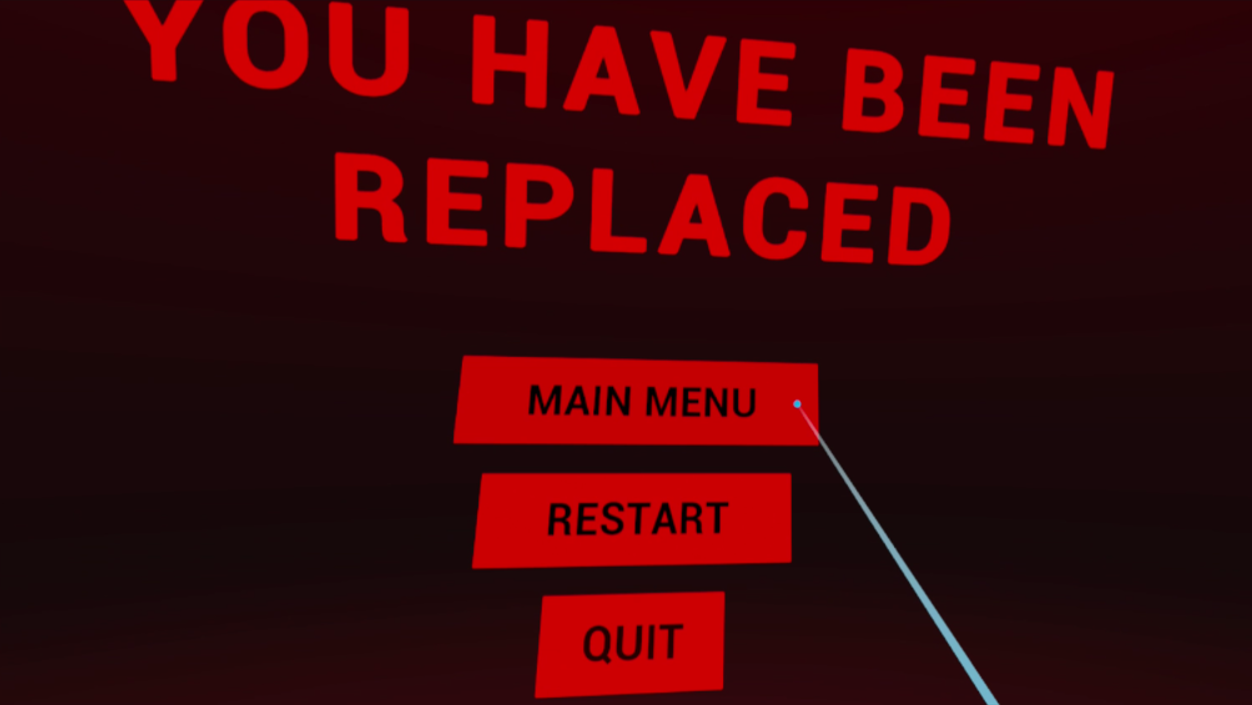 YOU HAVE BEEN
REPLACED
MAIN MENU
RESTART
QUIT